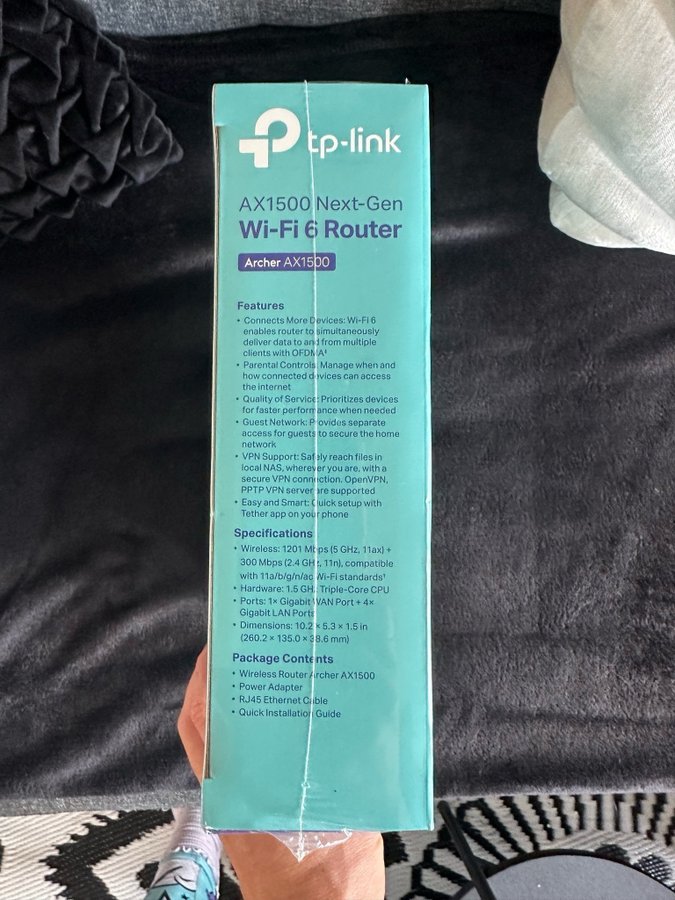 tp-link
AX1500 Next-Gen
Wi-Fi 6 Router
Archer AX1500
Features
• Connects More Devices: Wi-Fi 6
enables router to simultaneously
deliver data to and from multiple
clients with OFDMA‡
• Parental Controls: Manage when and
how connected devices can access
the internet
• Quality of Service: Prioritizes devices
for faster performance when needed
• Guest Network: Provides separate
access for guests to secure the home
network
• VPN Support: Safely reach files in
local NAS, wherever you are, with a
secure VPN connection. OpenVPN,
PPTP VPN server are supported
• Easy and Smart: Quick setup with
Tether app on your phone
Specifications
• Wireless: 1201 Mbps (5 GHz, 11ax) +
300 Mbps (2.4 GHz, 11n), compatible
with 11a/b/g/n/ac Wi-Fi standards†
• Hardware: 1.5 GHz Triple-Core CPU
• Ports: 1× Gigabit WAN Port + 4×
Gigabit LAN Ports
• Dimensions: 10.2 × 5.3 × 1.5 in
(260.2 × 135.0 × 38.6 mm)
Package Contents
• Wireless Router Archer AX1500
• Power Adapter
• RJ45 Ethernet Cable
• Quick Installation Guide